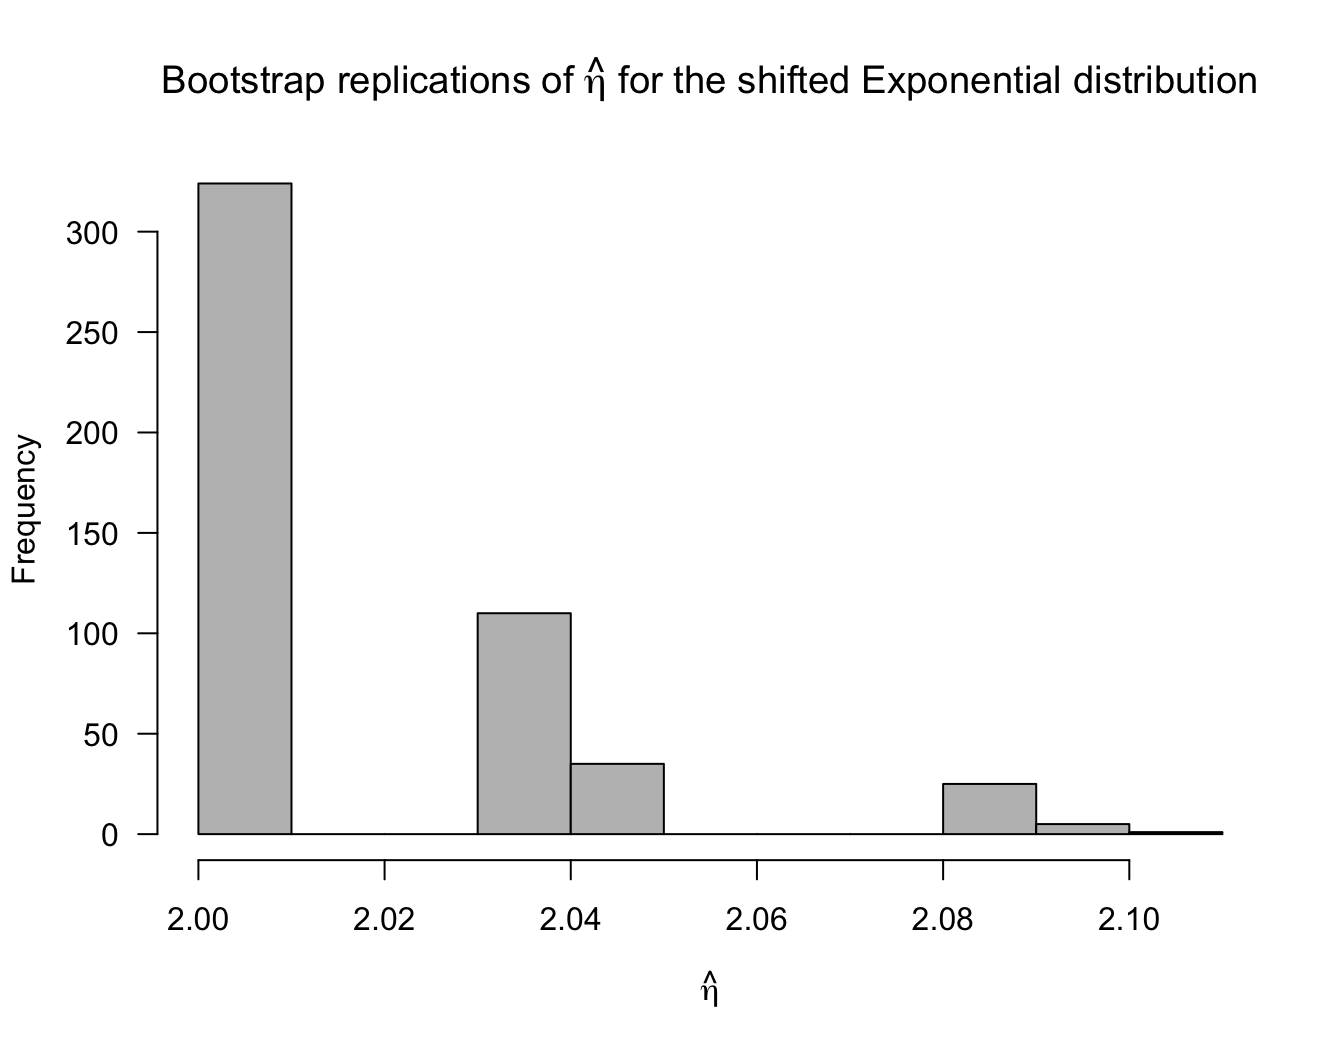 Bootstrap replications of η̂ for the shifted Exponential distribution
Frequency
300
250
200
150
100
50
0
2.00 2.02 2.04 2.06 2.08 2.10
η̂